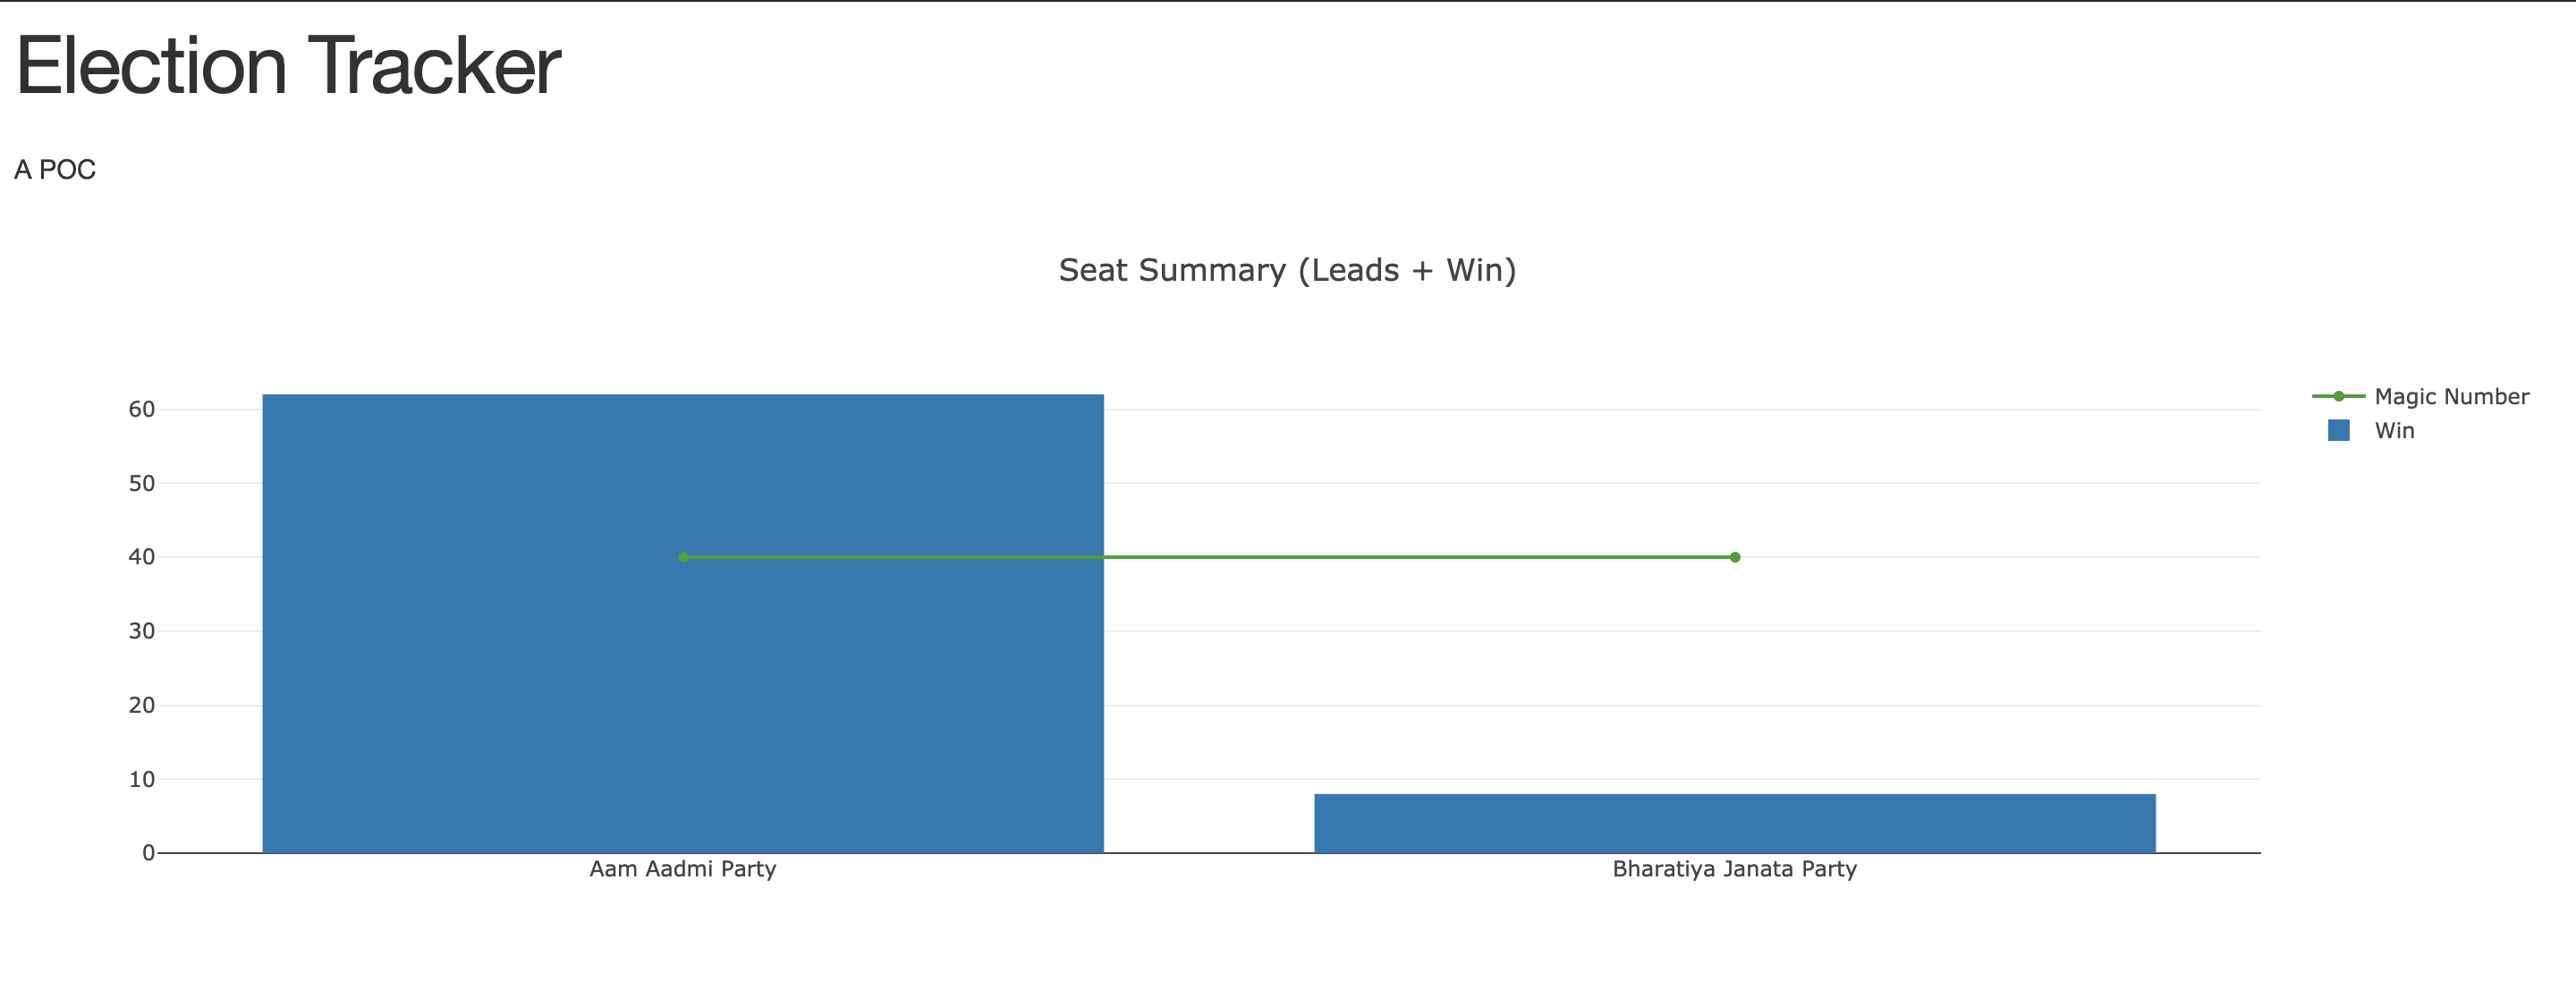 Election Tracker
A POC
Seat Summary (Leads + Win)
Magic Number
Win
60
50
40
30
20
10
0
Aam Aadmi Party
Bharatiya Janata Party